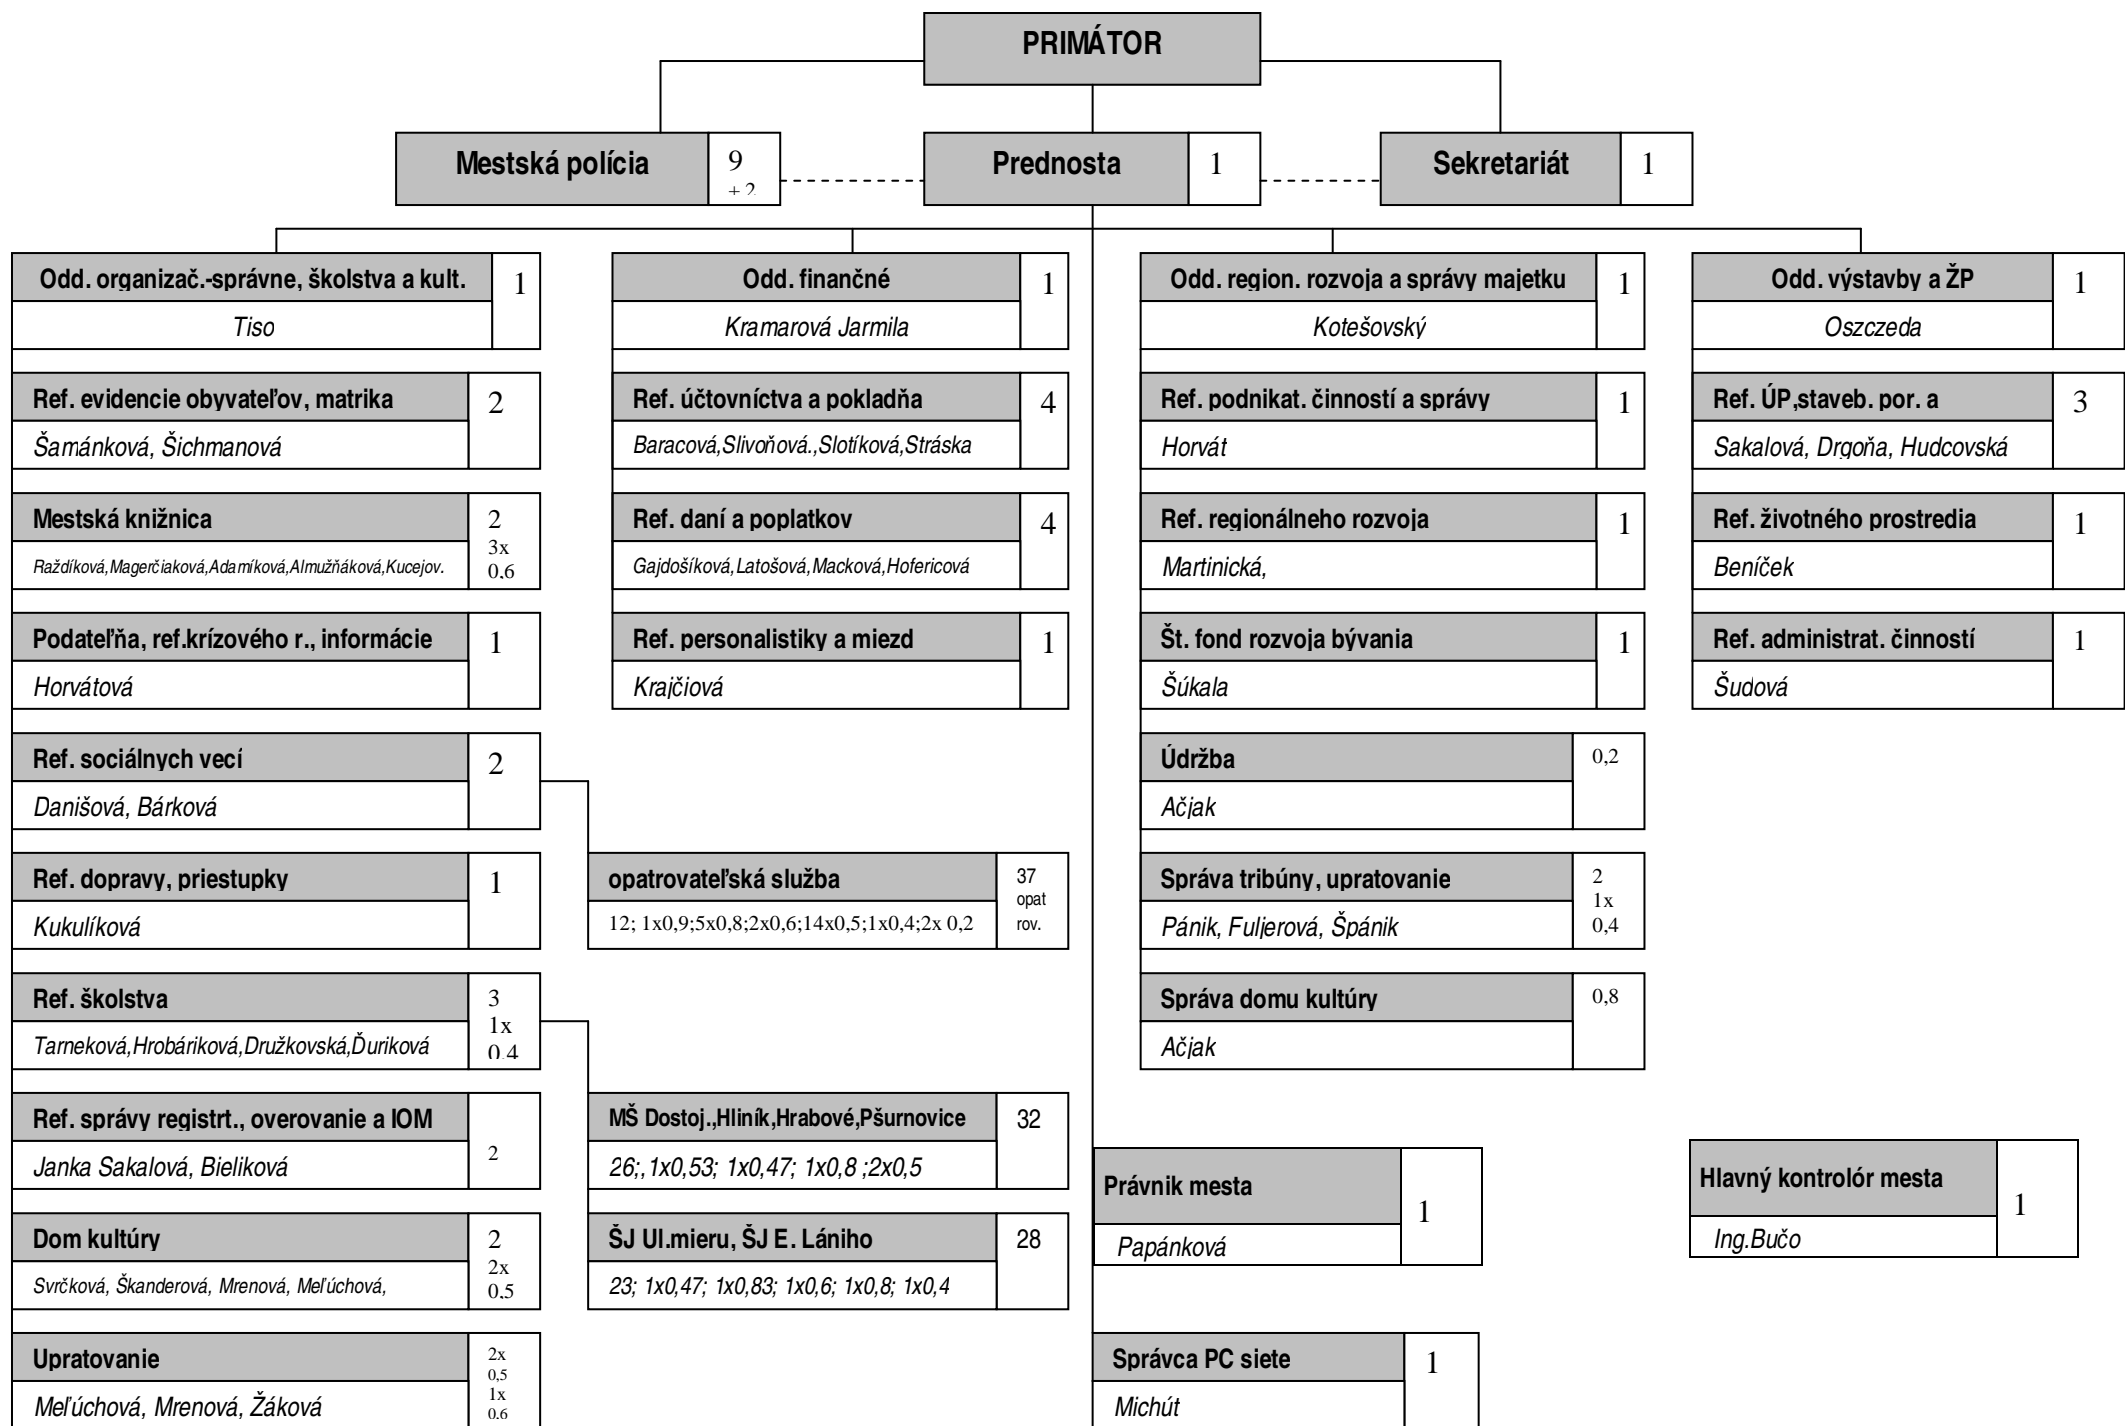 PRIMÁTOR
Mestská polícia
9
+ 2
Prednosta
1
Sekretariát
1
Odd. organizač.-správne, školstva a kult.
1
Tiso
Ref. evidencie obyvateľov, matrika
2
Šamánková, Šichmanová
Mestská knižnica
2
3x
0,6
Raždíková,Magerčiaková,Adamíková,Almužňáková,Kucejov.
Podateľňa, ref.krízového r., informácie
1
Horvátová
Ref. sociálnych vecí
2
Danišová, Bárková
Ref. dopravy, priestupky
1
Kukulíková
Ref. školstva
3
1x
0,4
Tarneková,Hrobáriková,Družkovská,Ďuriková
Ref. správy registrt., overovanie a IOM
2
Janka Sakalová, Bieliková
Dom kultúry
2
2x
0,5
Svrčková, Škanderová, Mrenová, Meľúchová,
Upratovanie
2x
0,5
1x
0,6
Meľúchová, Mrenová, Žáková
Odd. finančné
1
Kramarová Jarmila
Ref. účtovníctva a pokladňa
4
Baracová,Slivoňová.,Slotíková,Stráska
Ref. daní a poplatkov
4
Gajdošíková,Latošová,Macková,Hofericová
Ref. personalistiky a miezd
1
Krajčiová
opatrovateľská služba
37
opat
rov.
12; 1x0,9;5x0,8;2x0,6;14x0,5;1x0,4;2x 0,2
MŠ Dostoj.,Hliník,Hrabové,Pšurnovice
32
26;,1x0,53; 1x0,47; 1x0,8 ;2x0,5
ŠJ Ul.mieru, ŠJ E. Lániho
28
23; 1x0,47; 1x0,83; 1x0,6; 1x0,8; 1x0,4
Odd. region. rozvoja a správy majetku
1
Kotešovský
Ref. podnikat. činností a správy
1
Horvát
Ref. regionálneho rozvoja
1
Martinická,
Št. fond rozvoja bývania
1
Šúkala
Údržba
0,2
Ačjak
Správa tribúny, upratovanie
2
1x
0,4
Pánik, Fuljerová, Špánik
Správa domu kultúry
0,8
Ačjak
Právnik mesta
1
Papánková
Správca PC siete
1
Michút
Odd. výstavby a ŽP
1
Oszczeda
Ref. ÚP,staveb. por. a
3
Sakalová, Drgoňa, Hudcovská
Ref. životného prostredia
1
Beníček
Ref. administrat. činností
1
Šudová
Hlavný kontrolór mesta
1
Ing.Bučo